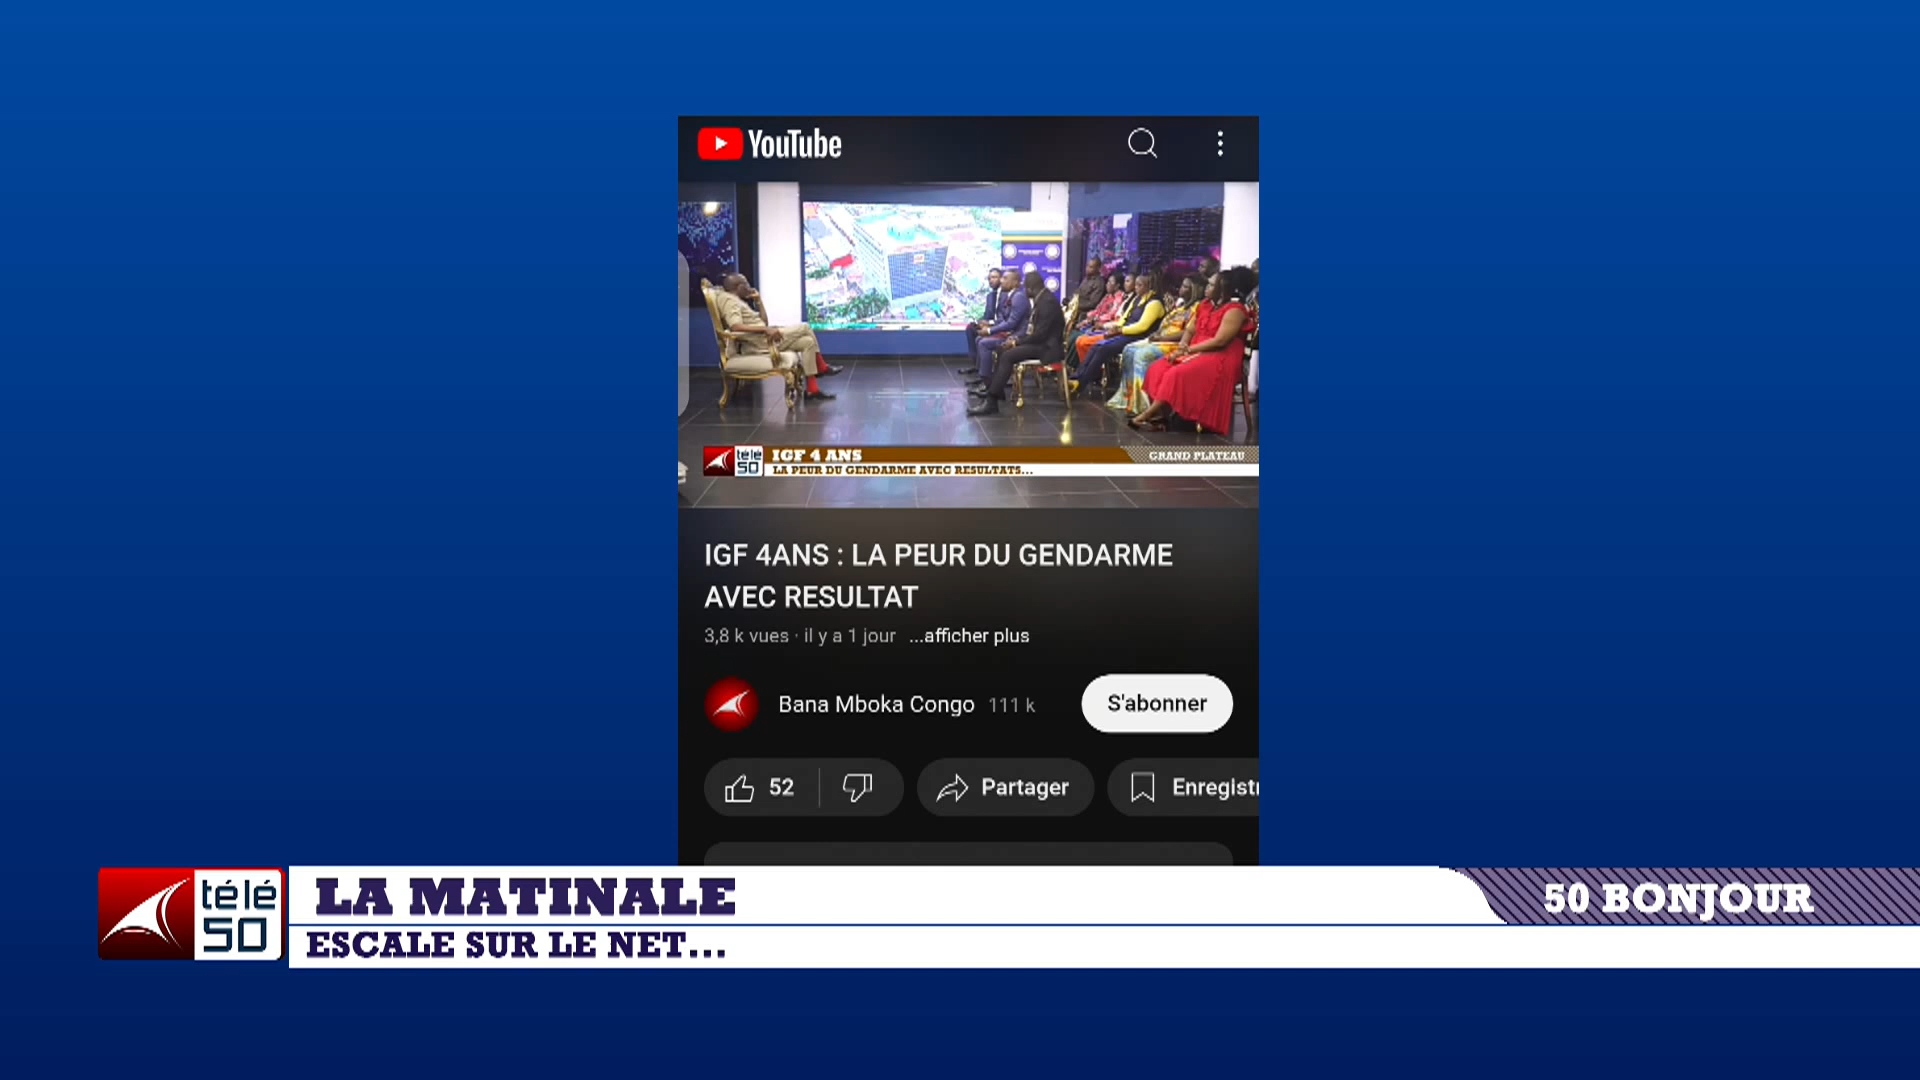 YouTube
télé
50
IGF 4 ANS
GRAND PLATEAU
LA PEUR DU GENDARME AVEC RESULTATS...
IGF 4ANS : LA PEUR DU GENDARME
AVEC RESULTAT
3,8 k vues · il y a 1 jour ...afficher plus
Bana Mboka Congo 111 k
S'abonner
52
Partager
Enregistr
télé
50
LA MATINALE
50 BONJOUR
ESCALE SUR LE NET...